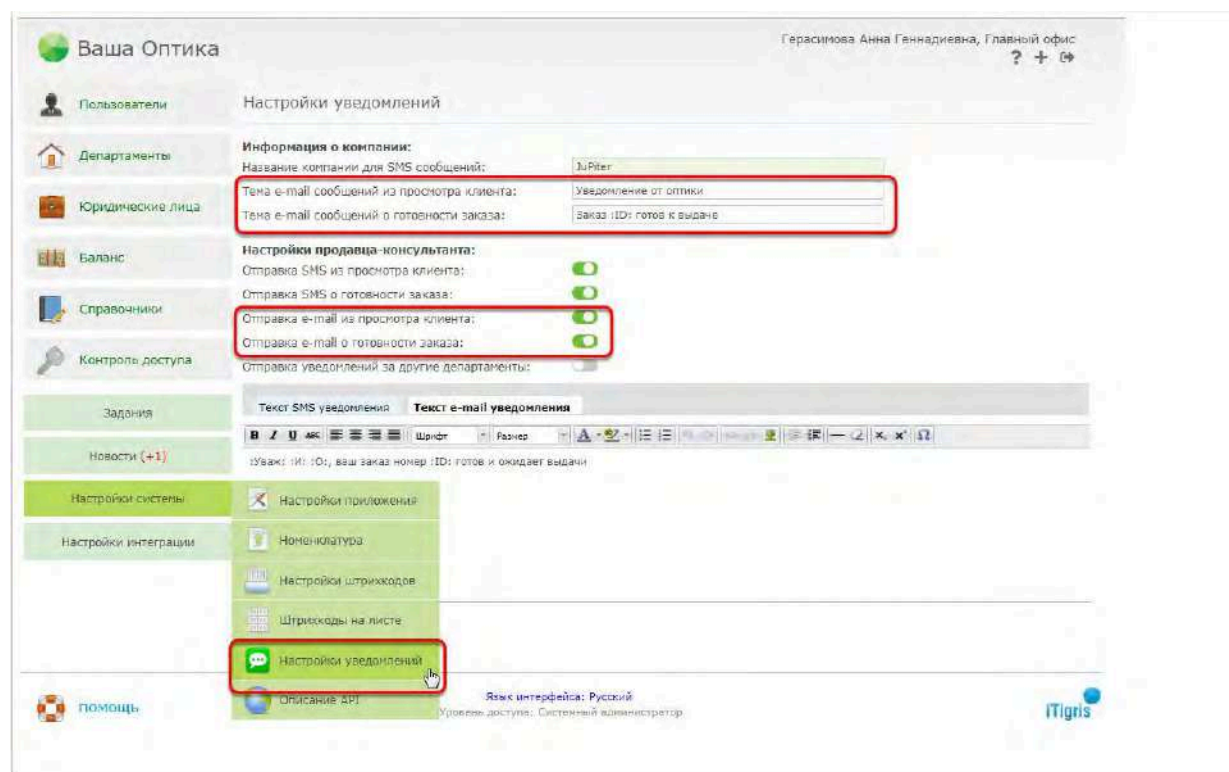 Ваша Оптика
Герасимова Анна Геннадиевна, Главный офис
Пользователи
Настройки уведомлений
Департаменты
Информация о компании:
Название компании для SMS сообщений: JuPiter
Тема e-mail сообщений из просмотра клиента: Уведомление от оптики
Юридические лица
Тема e-mail сообщений о готовности заказа: Заказ :ID: готов к выдаче
Баланс
Настройки продавца-консультанта:
Отправка SMS из просмотра клиента:
Отправка SMS о готовности заказа:
Справочники
Отправка e-mail из просмотра клиента:
Отправка e-mail о готовности заказа:
Контроль доступа
Отправка уведомлений за другие департаменты:
Задания
Текст SMS уведомления Текст e-mail уведомления
B I U ABC Шрифт Размер A
Новости (+1)
:Уваж: :И: :О:, ваш заказ номер :ID: готов и ожидает выдачи
Настройки системы
Настройки приложения
Настройки интеграции
Номенклатура
Настройки штрихкодов
Штрихкоды на листе
Настройки уведомлений
Описание API
ПОМОЩЬ
Язык интерфейса: Русский
Уровень доступа: Системный администратор
iTigris